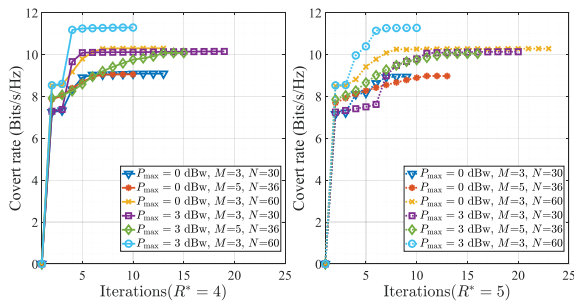 Covert rate (Bits/s/Hz)
12
10
8
6
4
2
0
5
10
15
20
25
P_max = 0 dBw, M=3, N=30
P_max = 0 dBw, M=5, N=36
P_max = 0 dBw, M=3, N=60
P_max = 3 dBw, M=3, N=30
P_max = 3 dBw, M=5, N=36
P_max = 3 dBw, M=3, N=60
Iterations(R* = 4)
Covert rate (Bits/s/Hz)
12
10
8
6
4
2
0
5
10
15
20
25
P_max = 0 dBw, M=3, N=30
P_max = 0 dBw, M=5, N=36
P_max = 0 dBw, M=3, N=60
P_max = 3 dBw, M=3, N=30
P_max = 3 dBw, M=5, N=36
P_max = 3 dBw, M=3, N=60
Iterations(R* = 5)